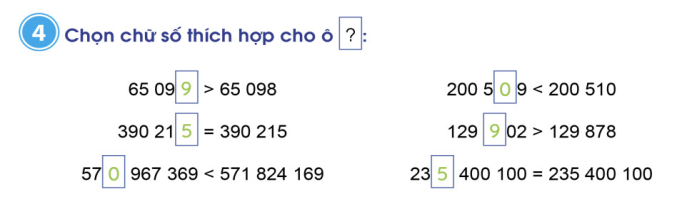 4 Chọn chữ số thích hợp cho ô ? :
65 099 > 65 098
200 509 < 200 510
390 215 = 390 215
129 902 > 129 878
570 967 369 < 571 824 169
235 400 100 = 235 400 100